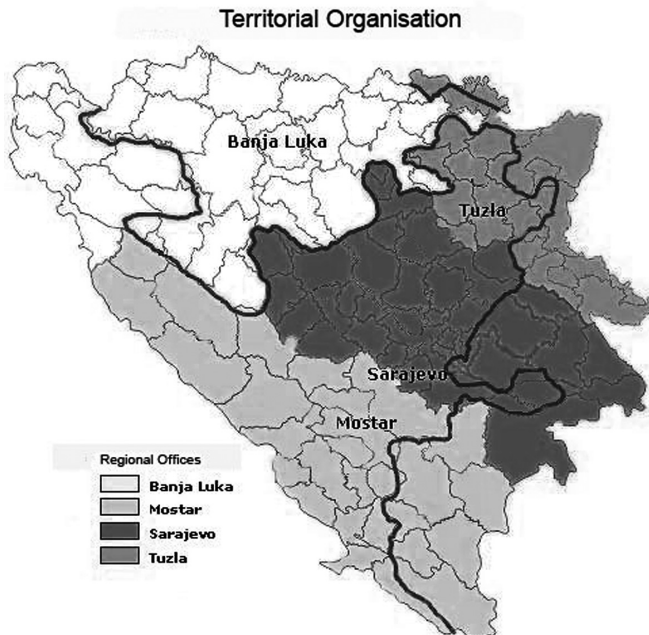 Territorial Organisation
Banja Luka
Tuzla
Sarajevo
Mostar
Regional Offices
Banja Luka
Mostar
Sarajevo
Tuzla